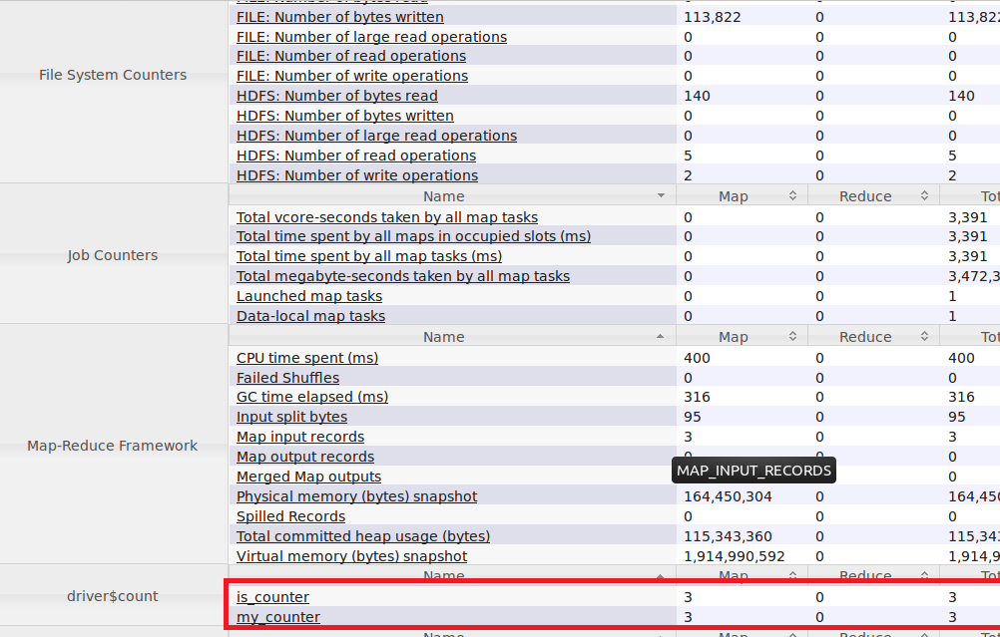 FILE: Number of bytes read 0 0 0
FILE: Number of bytes written 113,822 0 113,822
FILE: Number of large read operations 0 0 0
FILE: Number of read operations 0 0 0
File System Counters
FILE: Number of write operations 0 0 0
HDFS: Number of bytes read 140 0 140
HDFS: Number of bytes written 0 0 0
HDFS: Number of large read operations 0 0 0
HDFS: Number of read operations 5 0 5
HDFS: Number of write operations 2 0 2
Name Map Reduce Tot
Total vcore-seconds taken by all map tasks 0 0 3,391
Total time spent by all maps in occupied slots (ms) 0 0 3,391
Job Counters
Total time spent by all map tasks (ms) 0 0 3,391
Total megabyte-seconds taken by all map tasks 0 0 3,472,3
Launched map tasks 0 0 1
Data-local map tasks 0 0 1
Name Map Reduce Tot
CPU time spent (ms) 400 0 400
Failed Shuffles 0 0 0
GC time elapsed (ms) 316 0 316
Input split bytes 95 0 95
Map input records 3 0 3
Map-Reduce Framework
Map output records 0 0 0
MAP_INPUT_RECORDS
Merged Map outputs 0
Physical memory (bytes) snapshot 164,450,304 0 164,450
Spilled Records 0 0 0
Total committed heap usage (bytes) 115,343,360 0 115,343
Virtual memory (bytes) snapshot 1,914,990,592 0 1,914,9
Name Map Reduce Tot
driver$count
is_counter 3 0 3
my_counter 3 0 3
Name Map Reduce Tot